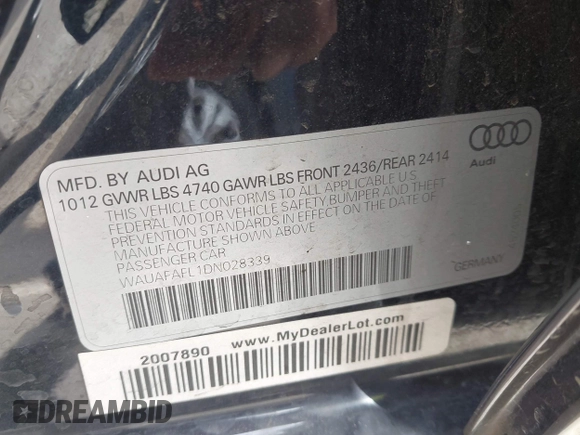 MFD. BY AUDI AG
1012 GVWR LBS 4740 GAWR LBS FRONT 2436/REAR 2414
THIS VEHICLE CONFORMS TO ALL APPLICABLE U.S.
FEDERAL MOTOR VEHICLE SAFETY, BUMPER AND THEFT
PREVENTION STANDARDS IN EFFECT ON THE DATE OF
MANUFACTURE SHOWN ABOVE
PASSENGER CAR
WAUAFAFL1DN028339
Audi
GERMANY
2007890
www.MyDealerLot.com
DREAMBID